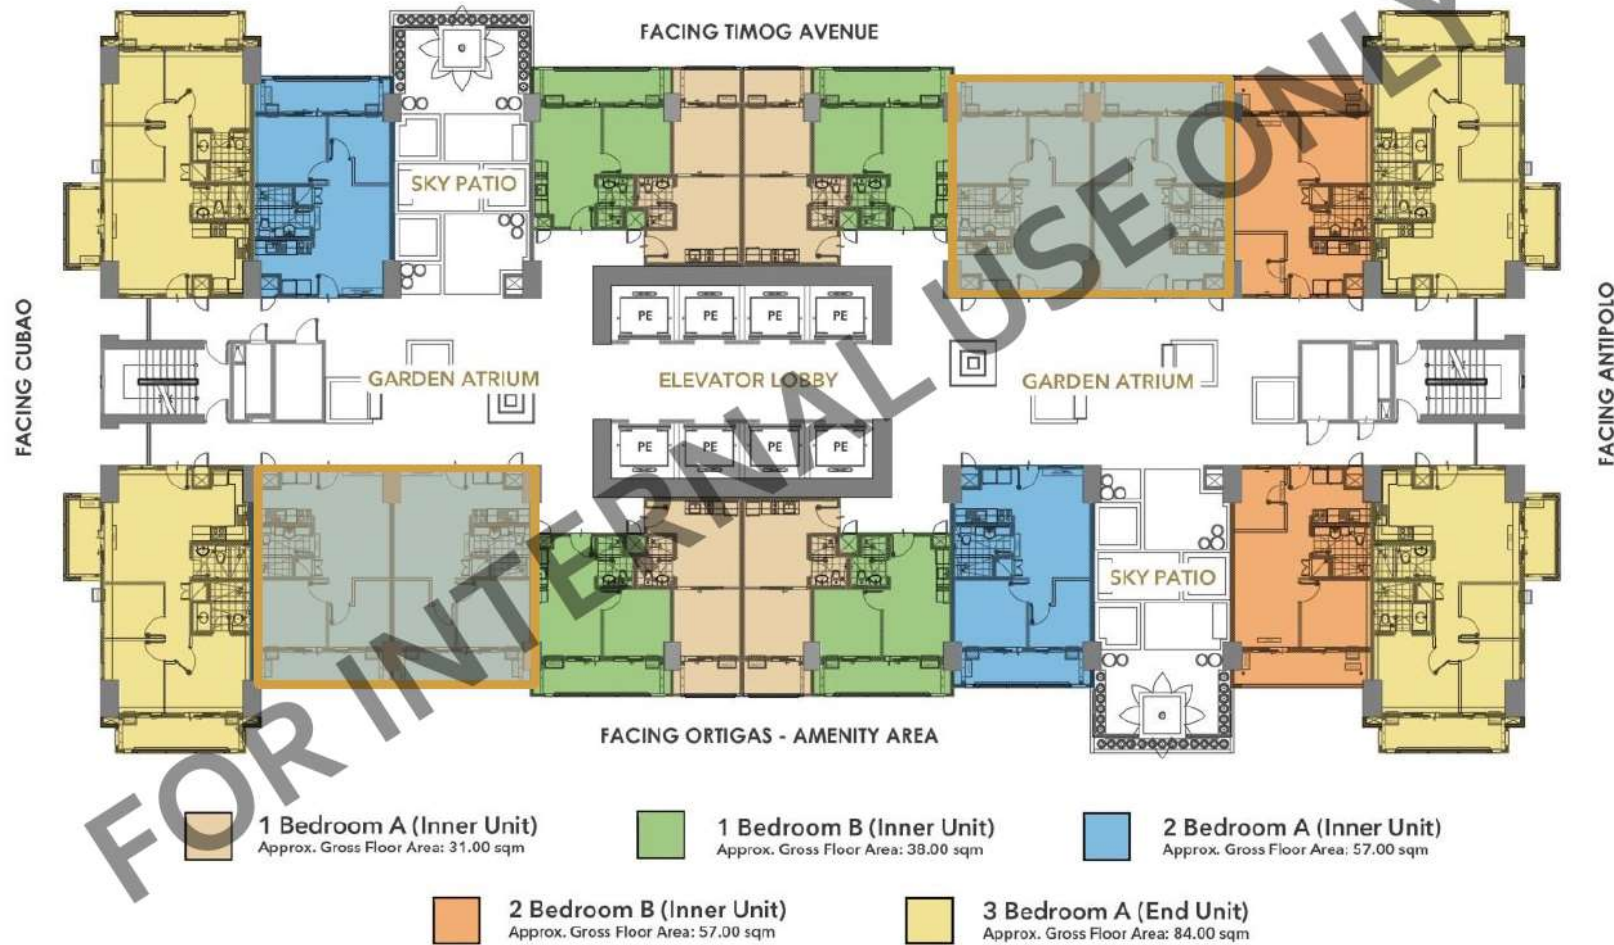 FACING TIMOG AVENUE
SKY PATIO
PE PE PE PE
FACING CUBAO
GARDEN ATRIUM ELEVATOR LOBBY GARDEN ATRIUM
FACING ANTIPOLO
PE PE PE PE
SKY PATIO
FACING ORTIGAS - AMENITY AREA
FOR INTERNAL USE ONLY
1 Bedroom A (Inner Unit)
Approx. Gross Floor Area: 31.00 sqm
1 Bedroom B (Inner Unit)
Approx. Gross Floor Area: 38.00 sqm
2 Bedroom A (Inner Unit)
Approx. Gross Floor Area: 57.00 sqm
2 Bedroom B (Inner Unit)
Approx. Gross Floor Area: 57.00 sqm
3 Bedroom A (End Unit)
Approx. Gross Floor Area: 84.00 sqm